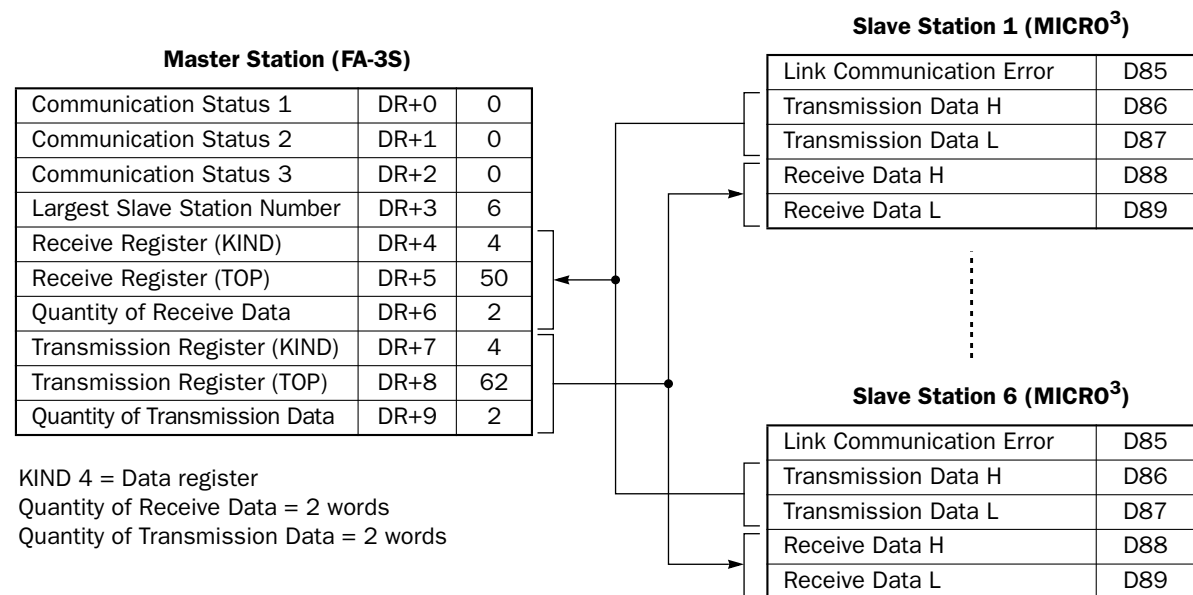 Master Station (FA-3S)
Communication Status 1 DR+0 0
Communication Status 2 DR+1 0
Communication Status 3 DR+2 0
Largest Slave Station Number DR+3 6
Receive Register (KIND) DR+4 4
Receive Register (TOP) DR+5 50
Quantity of Receive Data DR+6 2
Transmission Register (KIND) DR+7 4
Transmission Register (TOP) DR+8 62
Quantity of Transmission Data DR+9 2
KIND 4 = Data register
Quantity of Receive Data = 2 words
Quantity of Transmission Data = 2 words
Slave Station 1 (MICRO³)
Link Communication Error D85
Transmission Data H D86
Transmission Data L D87
Receive Data H D88
Receive Data L D89
Slave Station 6 (MICRO³)
Link Communication Error D85
Transmission Data H D86
Transmission Data L D87
Receive Data H D88
Receive Data L D89